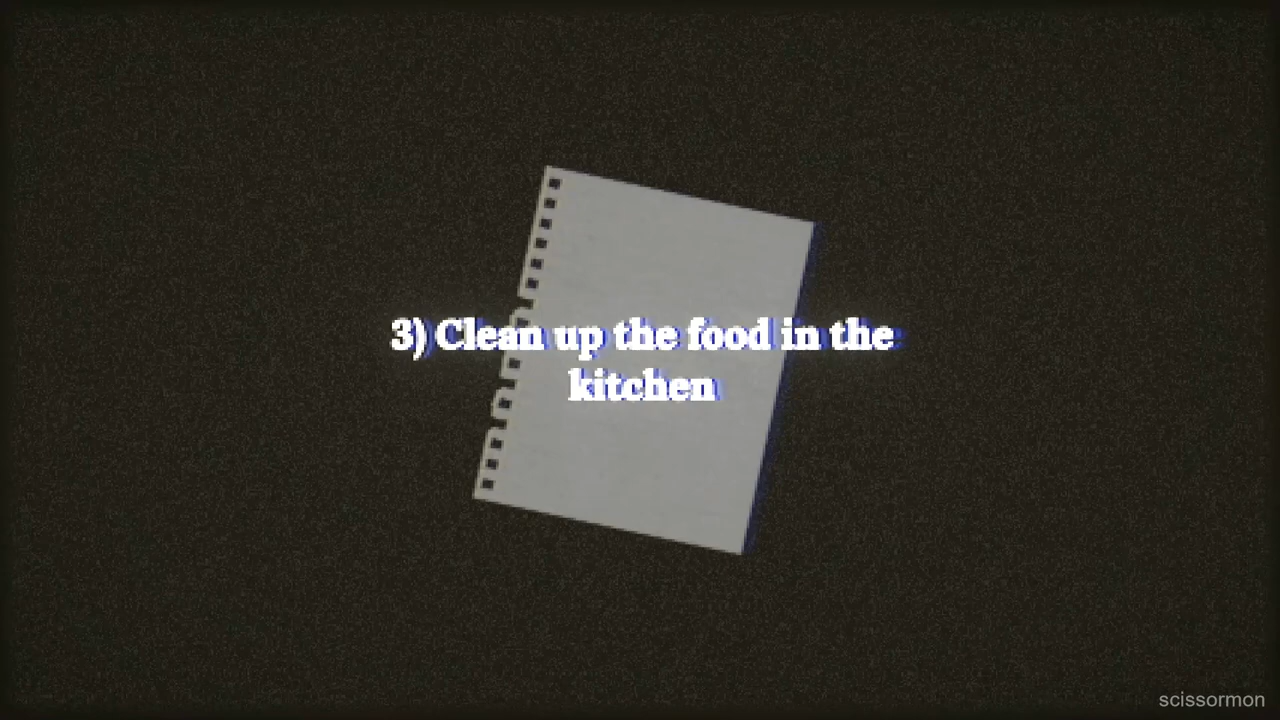 3) Clean up the food in the
kitchen
scissormon